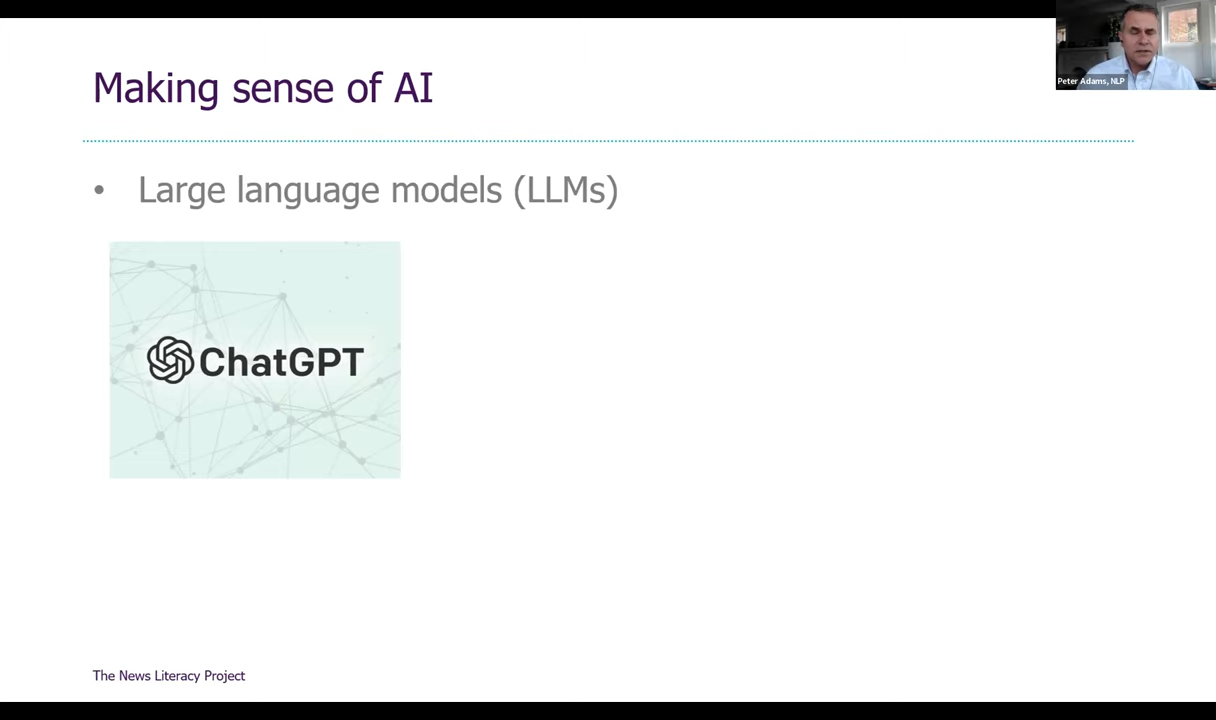 Making sense of AI
Peter Adams, NLP
• Large language models (LLMs)
ChatGPT
The News Literacy Project